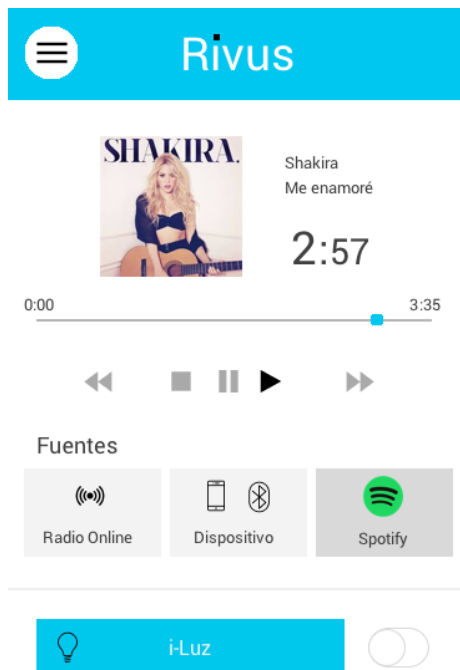 Rivus
SHAKIRA.
Shakira
Me enamoré
2:57
0:00
3:35
Fuentes
Radio Online
Dispositivo
Spotify
i-Luz